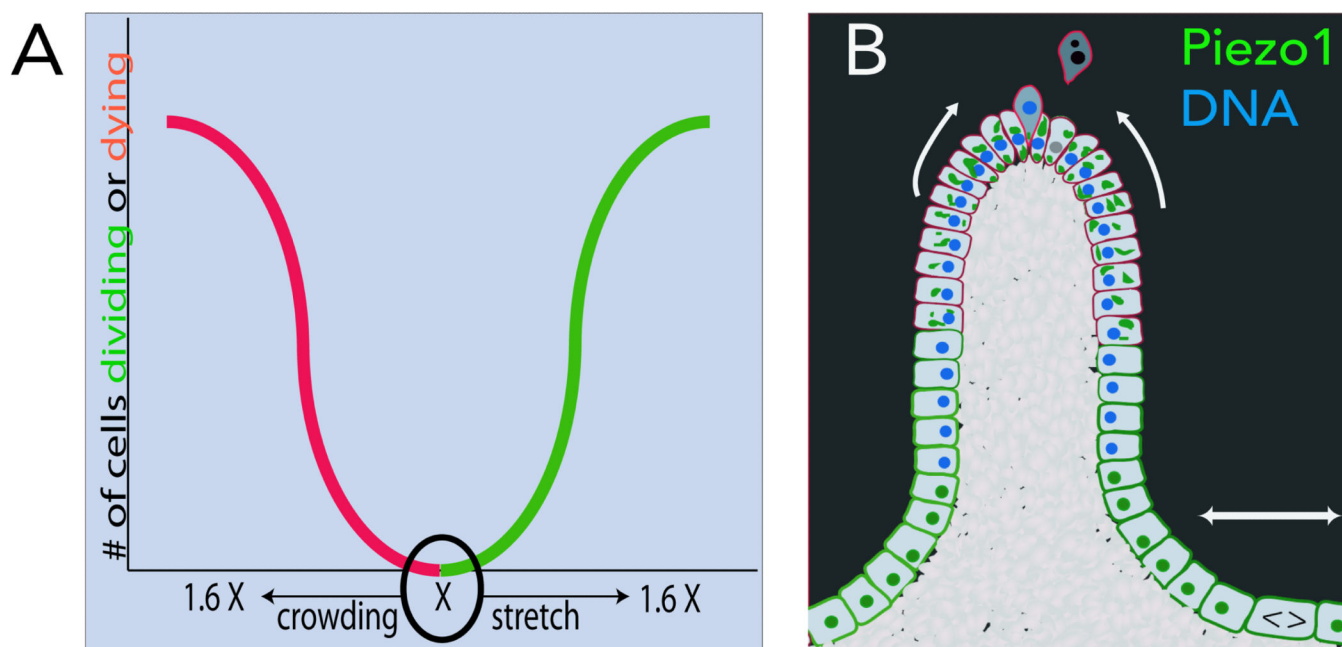 A
# of cells dividing or dying
1.6 X
crowding
X
stretch
1.6 X
B
Piezo1
DNA
< >